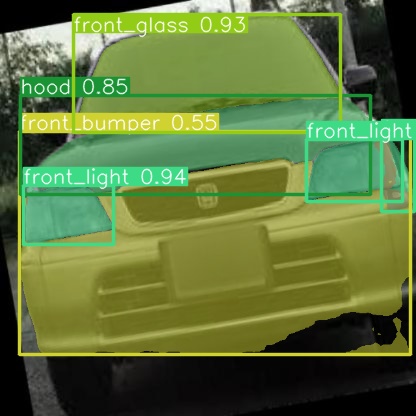 front_glass 0.93
hood 0.85
front_bumper 0.55
front_light
front_light 0.94